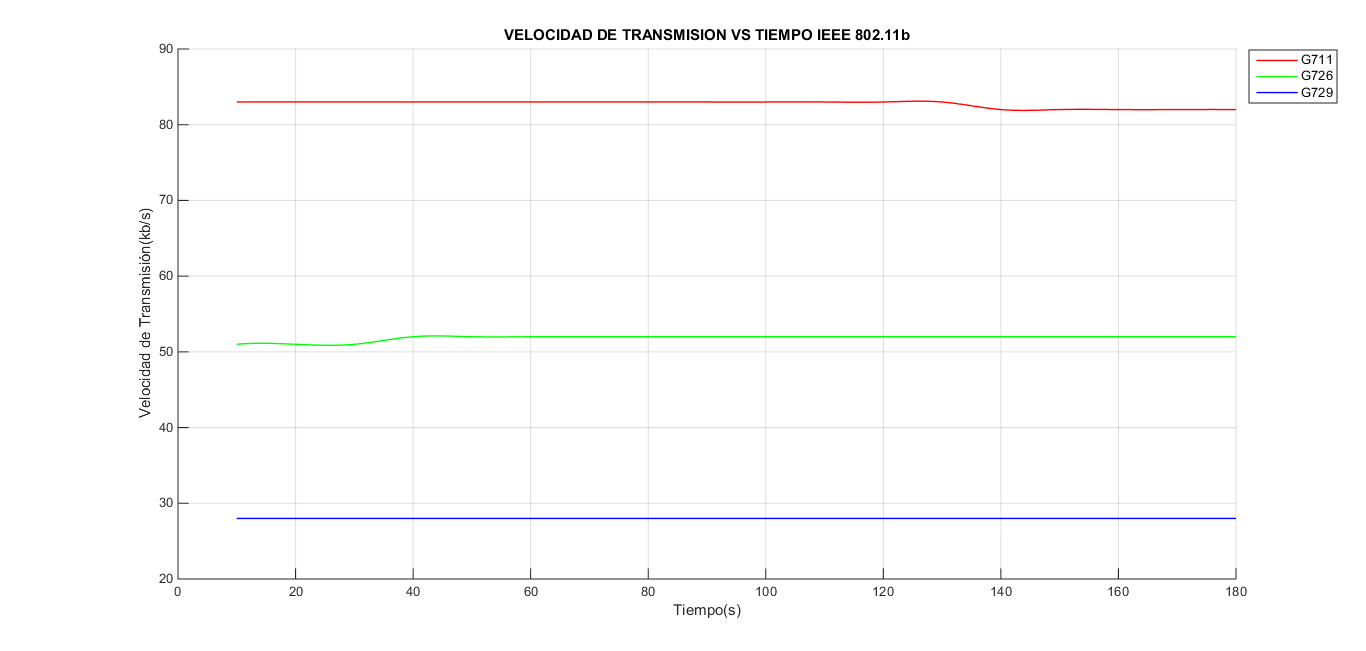 VELOCIDAD DE TRANSMISION VS TIEMPO IEEE 802.11b
G711
G726
G729
Velocidad de Transmisión(kb/s)
90
80
70
60
50
40
30
20
0 20 40 60 80 100 120 140 160 180
Tiempo(s)